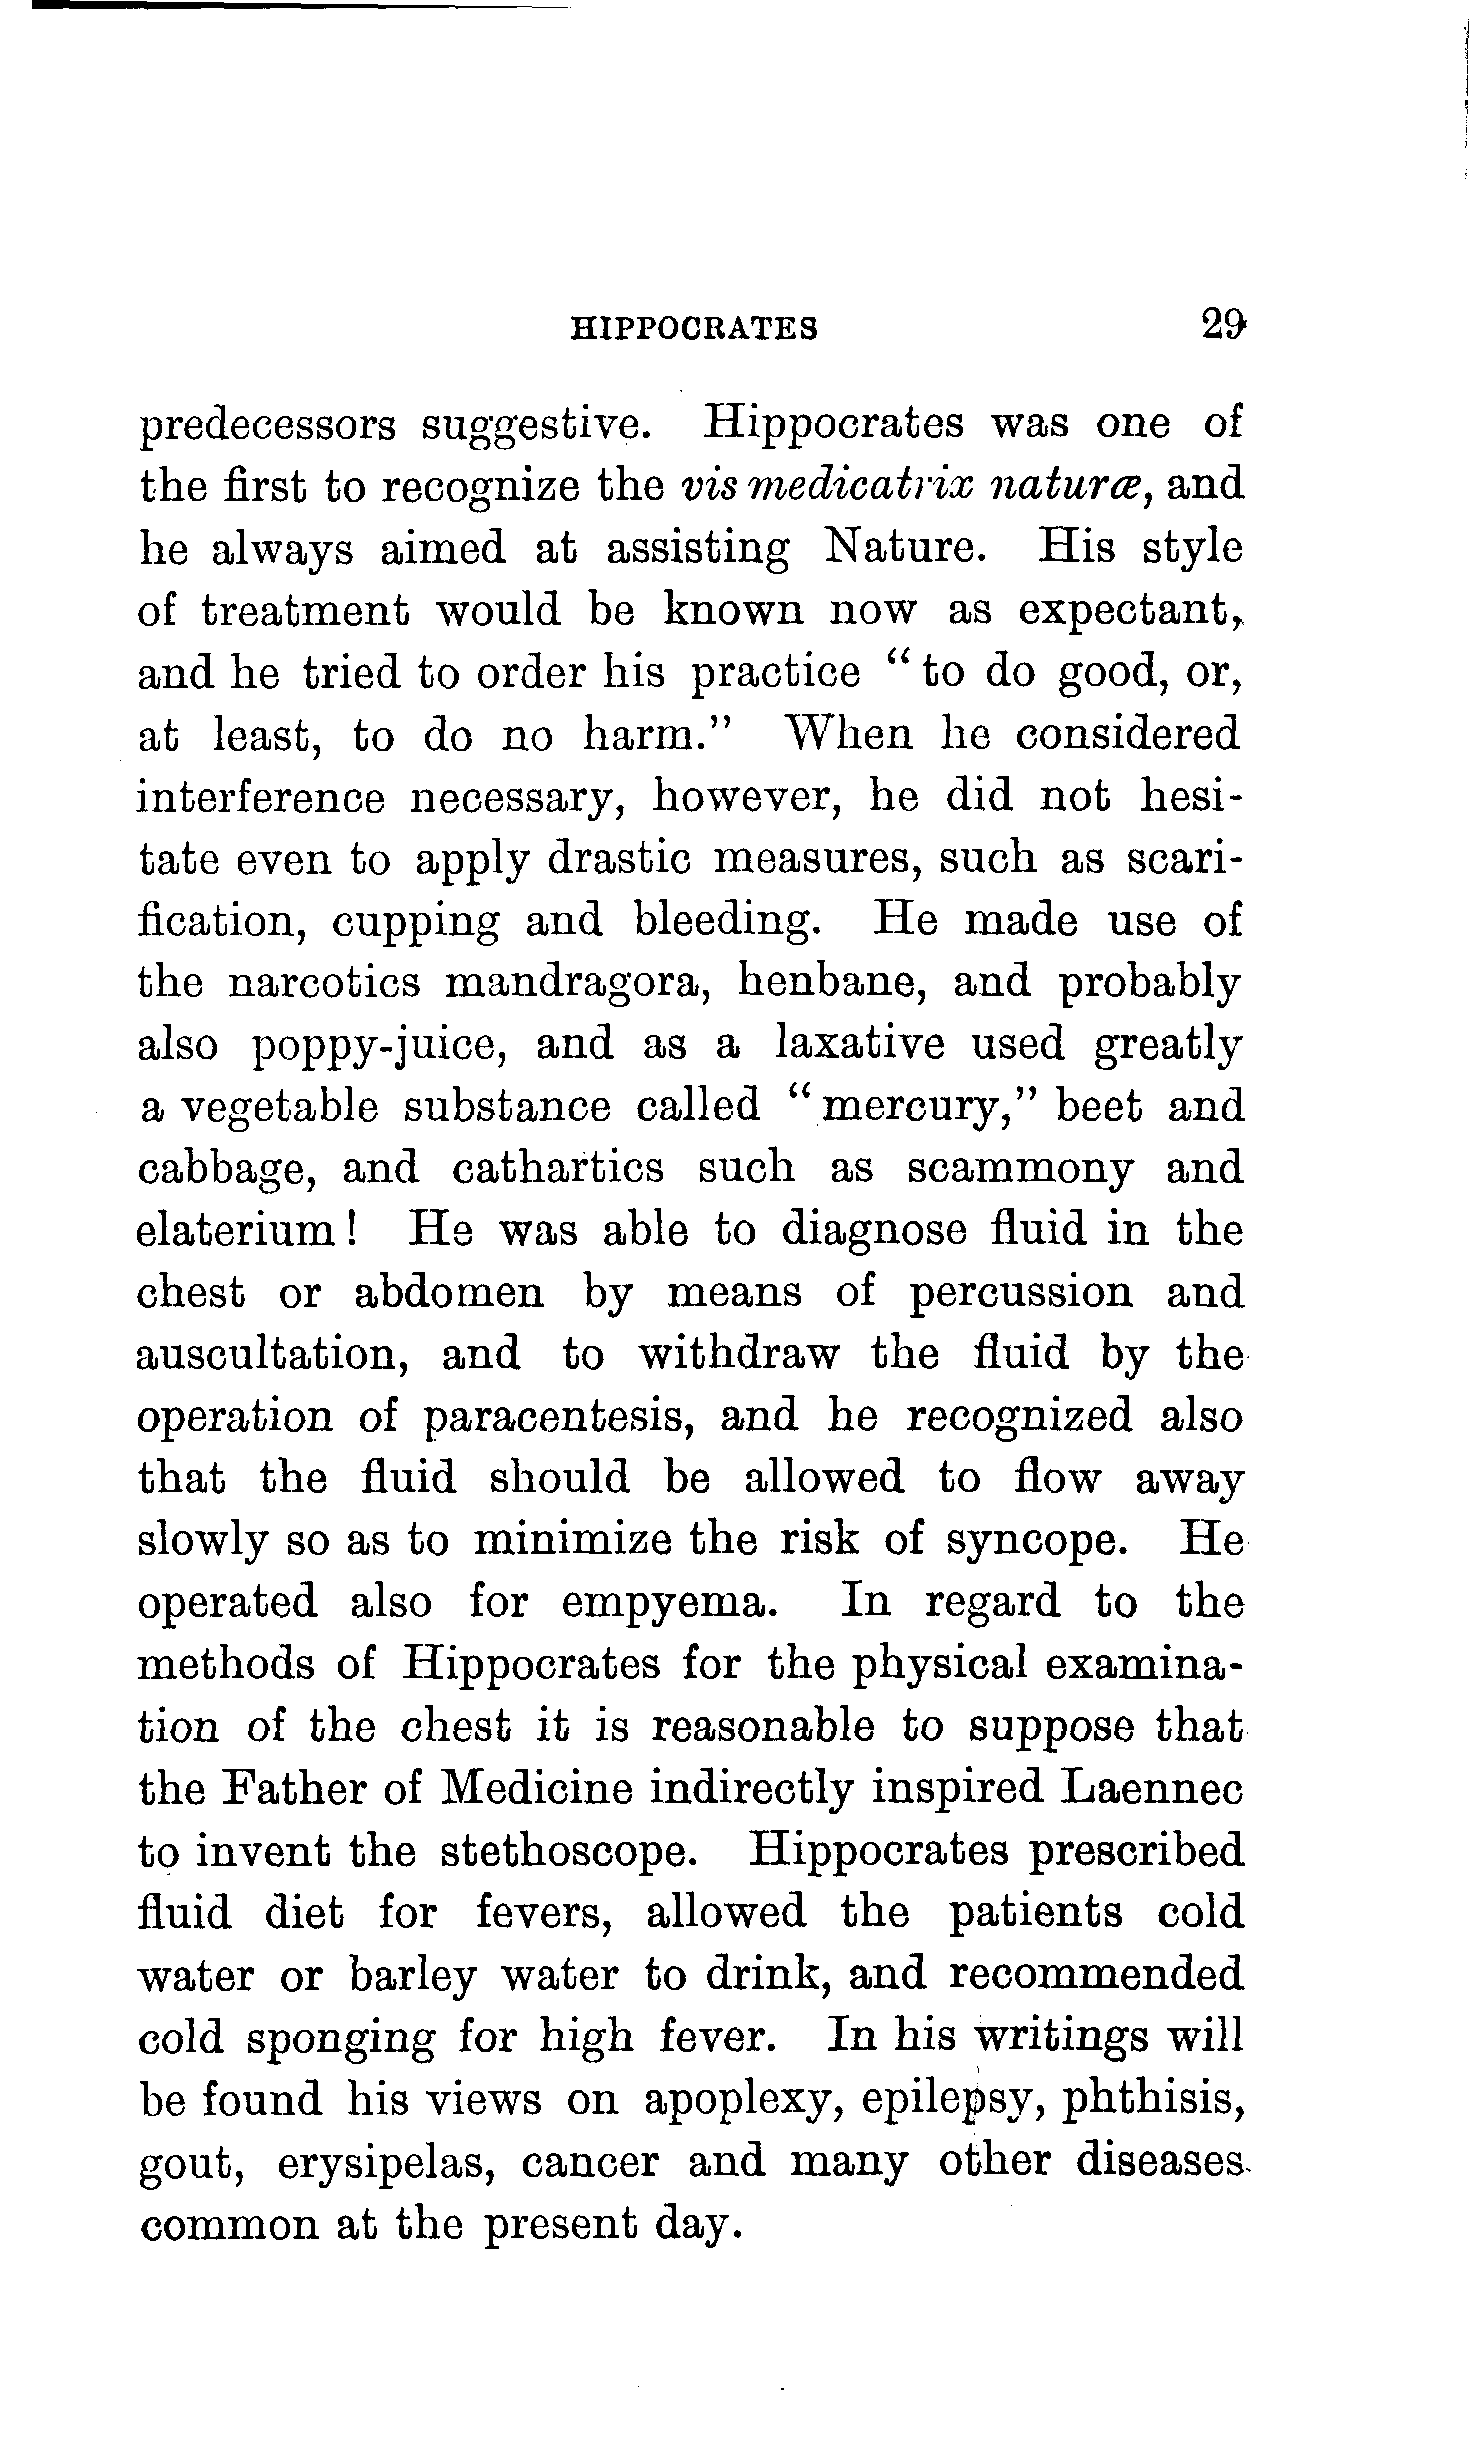 HIPPOCRATES 29
predecessors suggestive. Hippocrates was one of
the first to recognize the vis medicatrix naturæ, and
he always aimed at assisting Nature. His style
of treatment would be known now as expectant,
and he tried to order his practice “ to do good, or,
at least, to do no harm.” When he considered
interference necessary, however, he did not hesi-
tate even to apply drastic measures, such as scari-
fication, cupping and bleeding. He made use of
the narcotics mandragora, henbane, and probably
also poppy-juice, and as a laxative used greatly
a vegetable substance called “ mercury,” beet and
cabbage, and cathartics such as scammony and
elaterium ! He was able to diagnose fluid in the
chest or abdomen by means of percussion and
auscultation, and to withdraw the fluid by the
operation of paracentesis, and he recognized also
that the fluid should be allowed to flow away
slowly so as to minimize the risk of syncope. He
operated also for empyema. In regard to the
methods of Hippocrates for the physical examina-
tion of the chest it is reasonable to suppose that
the Father of Medicine indirectly inspired Laennec
to invent the stethoscope. Hippocrates prescribed
fluid diet for fevers, allowed the patients cold
water or barley water to drink, and recommended
cold sponging for high fever. In his writings will
be found his views on apoplexy, epilepsy, phthisis,
gout, erysipelas, cancer and many other diseases
common at the present day.